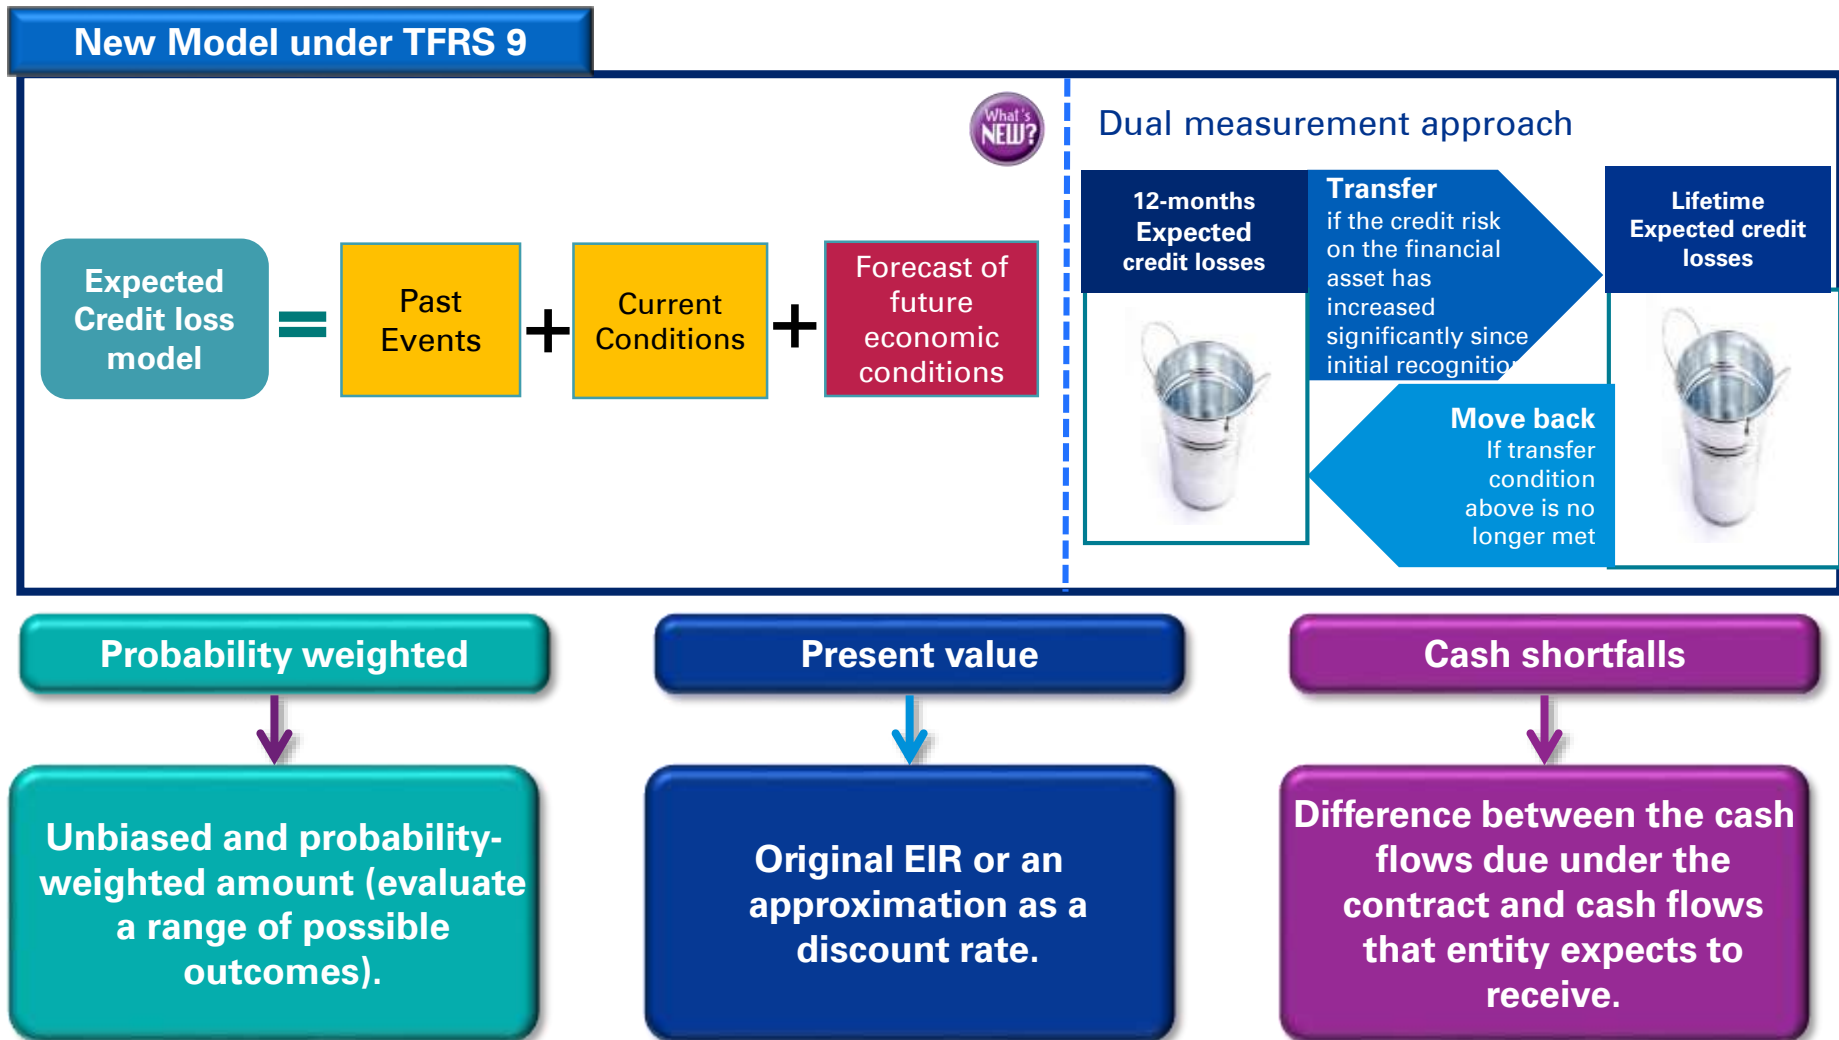 New Model under TFRS 9
What's
NEW?
Expected
Credit loss
model
=
Past
Events
+
Current
Conditions
+
Forecast of
future
economic
conditions
Dual measurement approach
12-months
Expected
credit losses
Transfer
if the credit risk
on the financial
asset has
increased
significantly since
initial recognition
Lifetime
Expected credit
losses
Move back
If transfer
condition
above is no
longer met
Probability weighted
Present value
Cash shortfalls
Unbiased and probability-
weighted amount (evaluate
a range of possible
outcomes).
Original EIR or an
approximation as a
discount rate.
Difference between the cash
flows due under the
contract and cash flows
that entity expects to
receive.